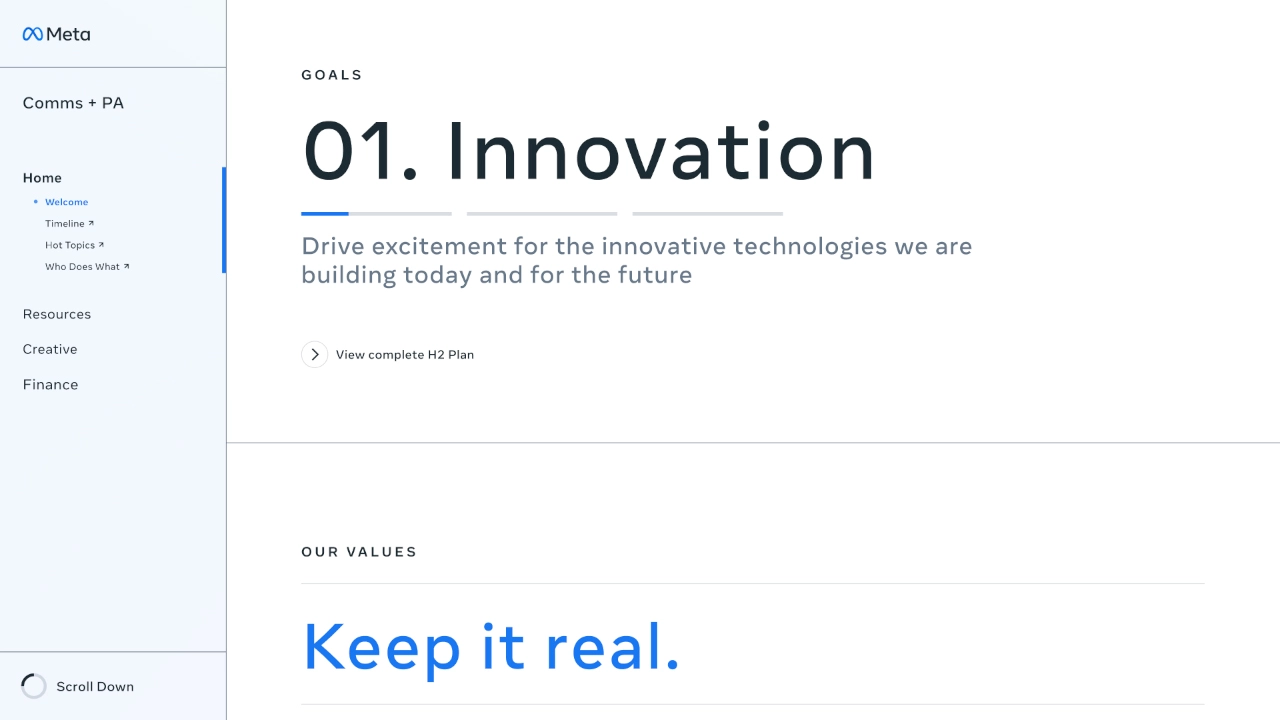 Meta
Comms + PA
Home
Welcome
Timeline ↗
Hot Topics ↗
Who Does What ↗
Resources
Creative
Finance
Scroll Down
GOALS
01. Innovation
Drive excitement for the innovative technologies we are
building today and for the future
View complete H2 Plan
OUR VALUES
Keep it real.